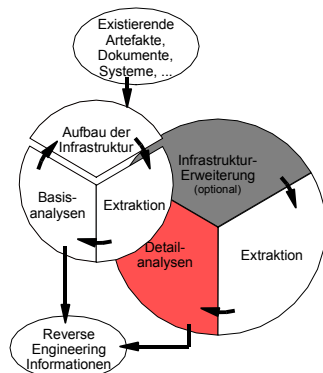 Existierende
Artefakte,
Dokumente,
Systeme, ...
Aufbau der
Infrastruktur
Basis-
analysen
Extraktion
Infrastruktur-
Erweiterung
(optional)
Detail-
analysen
Extraktion
Reverse
Engineering
Informationen